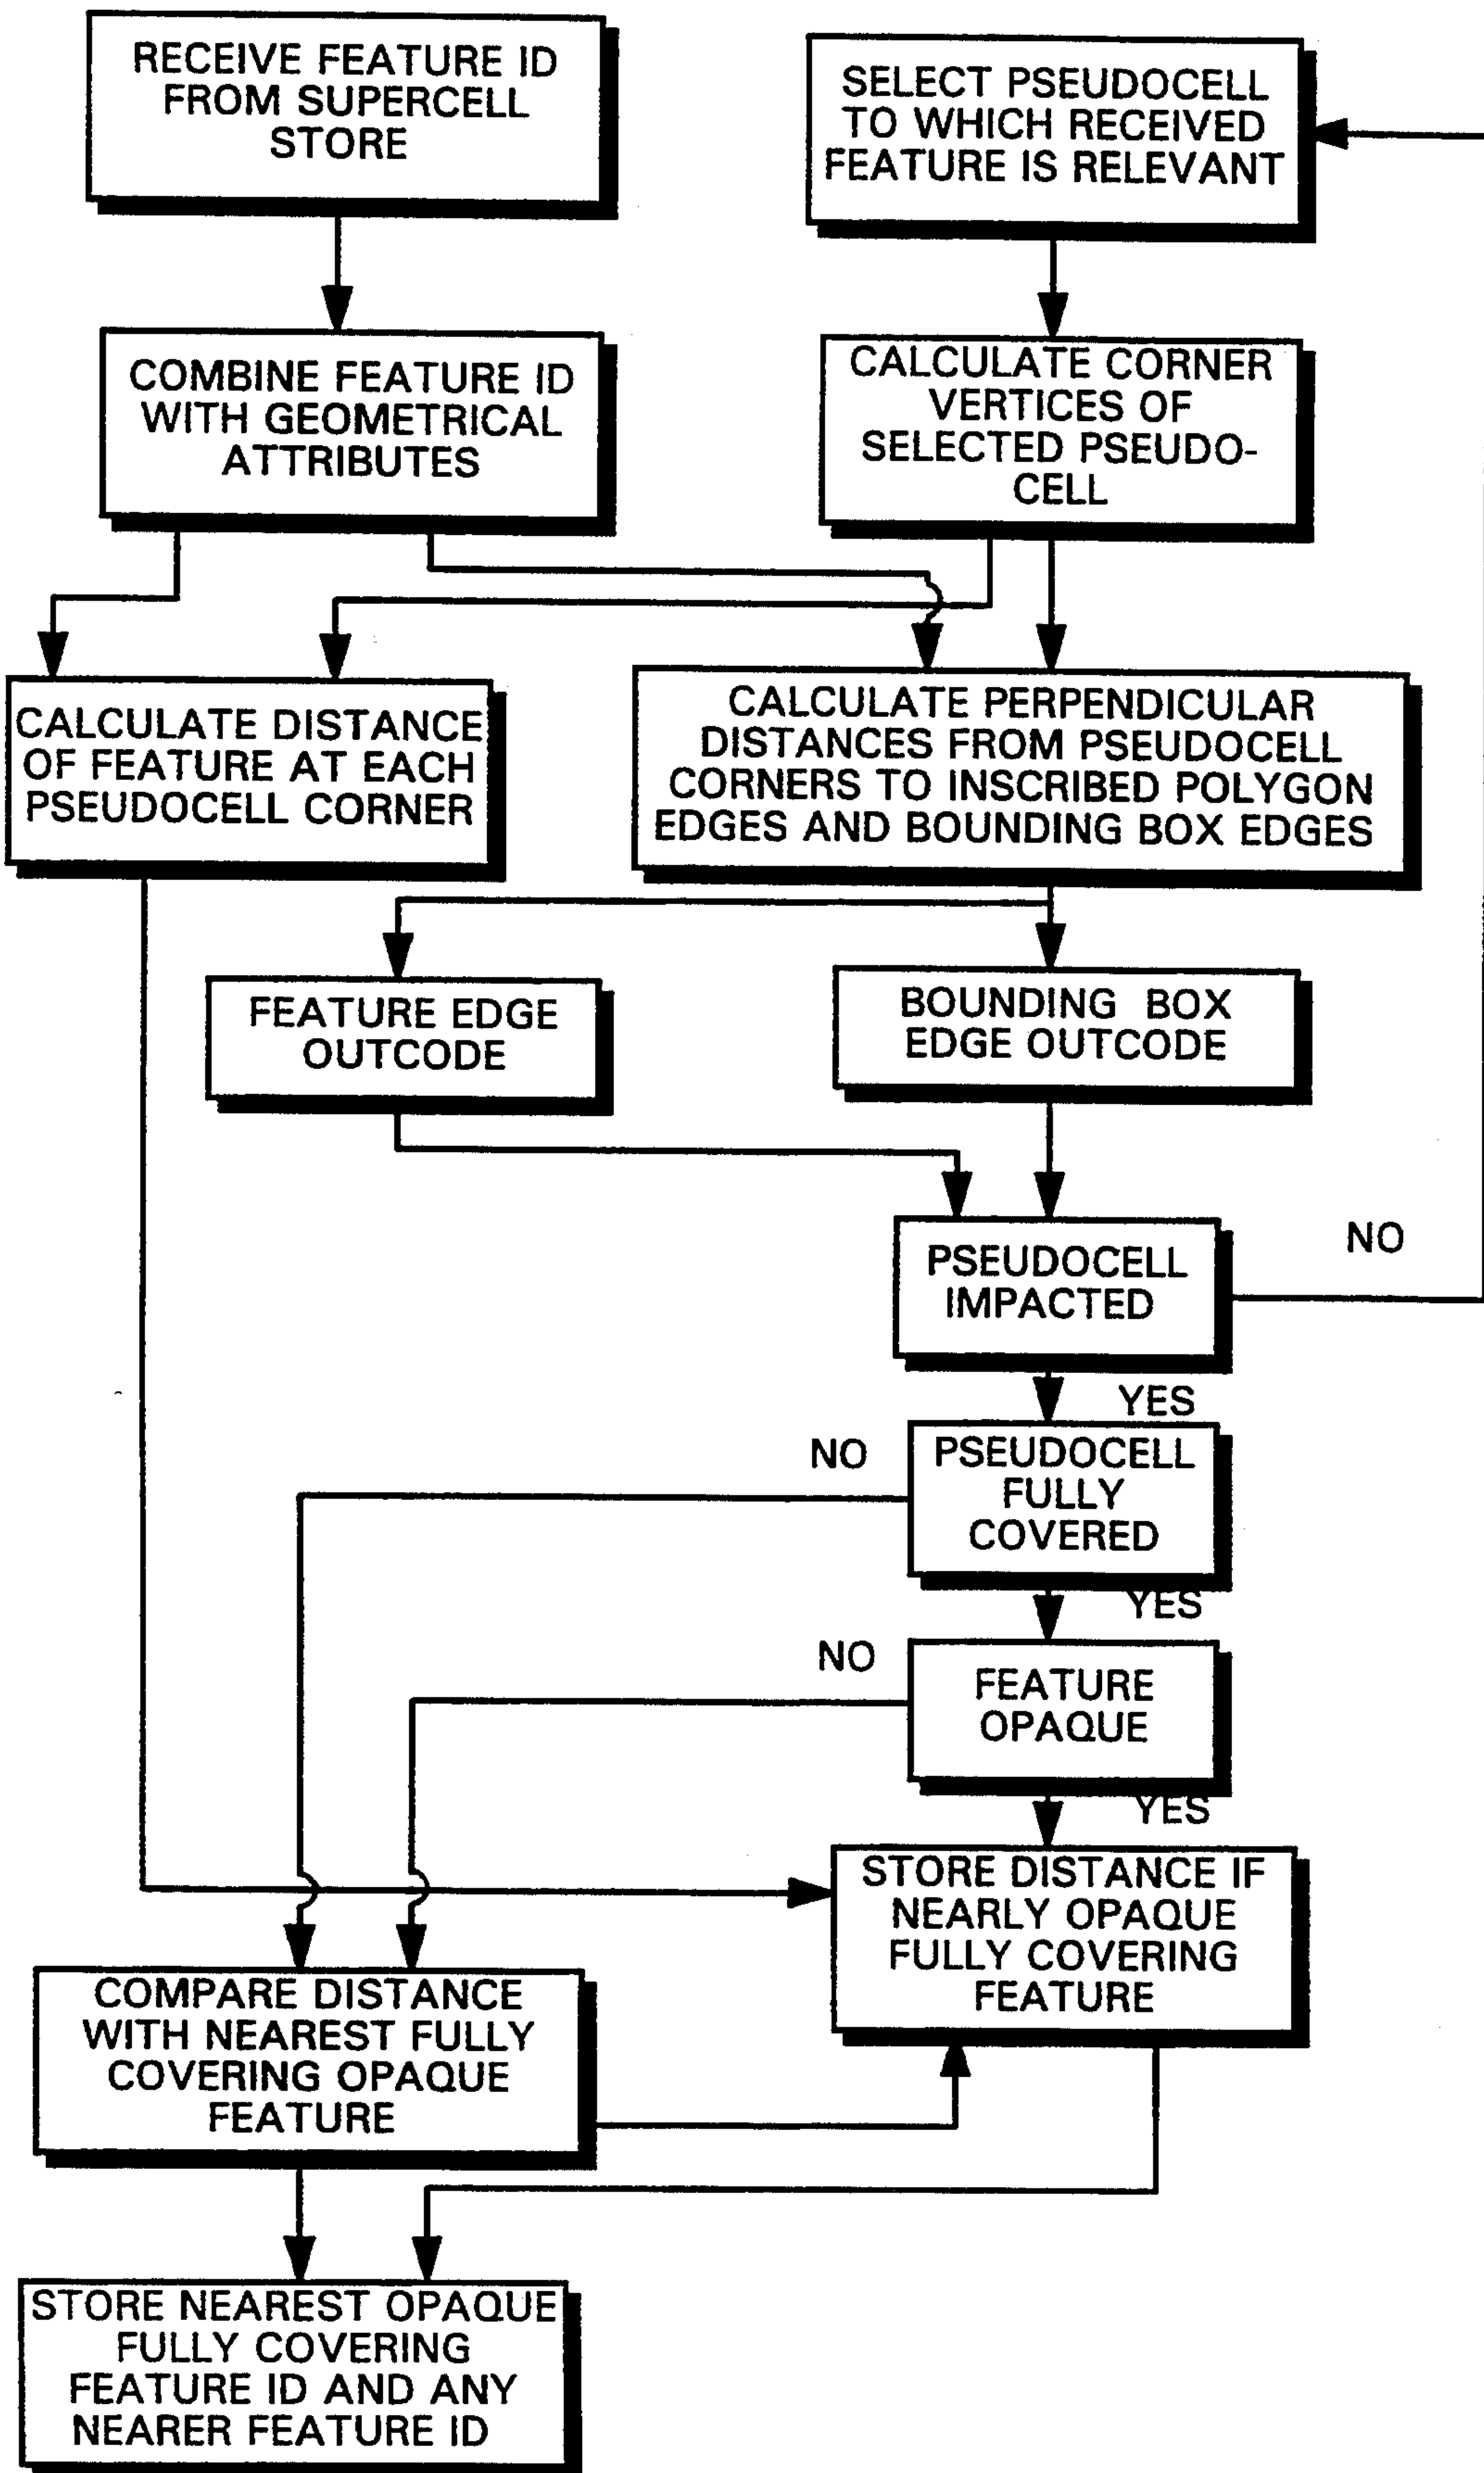 RECEIVE FEATURE ID
FROM SUPERCELL
STORE
SELECT PSEUDOCELL
TO WHICH RECEIVED
FEATURE IS RELEVANT
COMBINE FEATURE ID
WITH GEOMETRICAL
ATTRIBUTES
CALCULATE CORNER
VERTICES OF
SELECTED PSEUDO-
CELL
CALCULATE DISTANCE
OF FEATURE AT EACH
PSEUDOCELL CORNER
CALCULATE PERPENDICULAR
DISTANCES FROM PSEUDOCELL
CORNERS TO INSCRIBED POLYGON
EDGES AND BOUNDING BOX EDGES
FEATURE EDGE
OUTCODE
BOUNDING BOX
EDGE OUTCODE
PSEUDOCELL
IMPACTED
NO
YES
PSEUDOCELL
FULLY
COVERED
NO
YES
FEATURE
OPAQUE
NO
YES
STORE DISTANCE IF
NEARLY OPAQUE
FULLY COVERING
FEATURE
COMPARE DISTANCE
WITH NEAREST FULLY
COVERING OPAQUE
FEATURE
STORE NEAREST OPAQUE
FULLY COVERING
FEATURE ID AND ANY
NEARER FEATURE ID